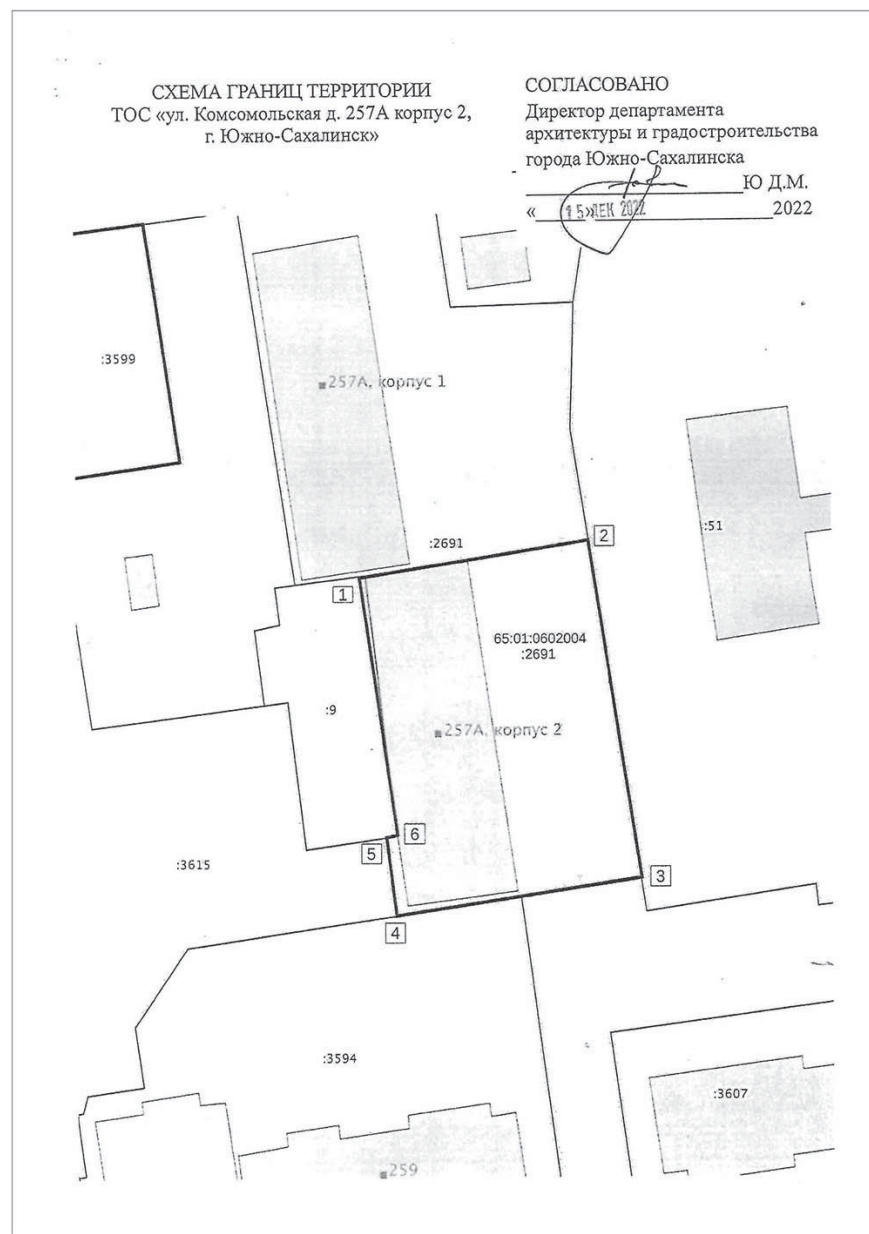 СХЕМА ГРАНИЦ ТЕРРИТОРИИ
ТОС «ул. Комсомольская д. 257А корпус 2,
г. Южно-Сахалинск»
СОГЛАСОВАНО
Директор департамента
архитектуры и градостроительства
города Южно-Сахалинска
Ю Д.М.
« 15 » ДЕК 2022 2022
:3599
257А, корпус 1
:2691
2
:51
1
65:01:0602004
:2691
:9
257А, корпус 2
6
5
:3615
3
4
:3594
:3607
259